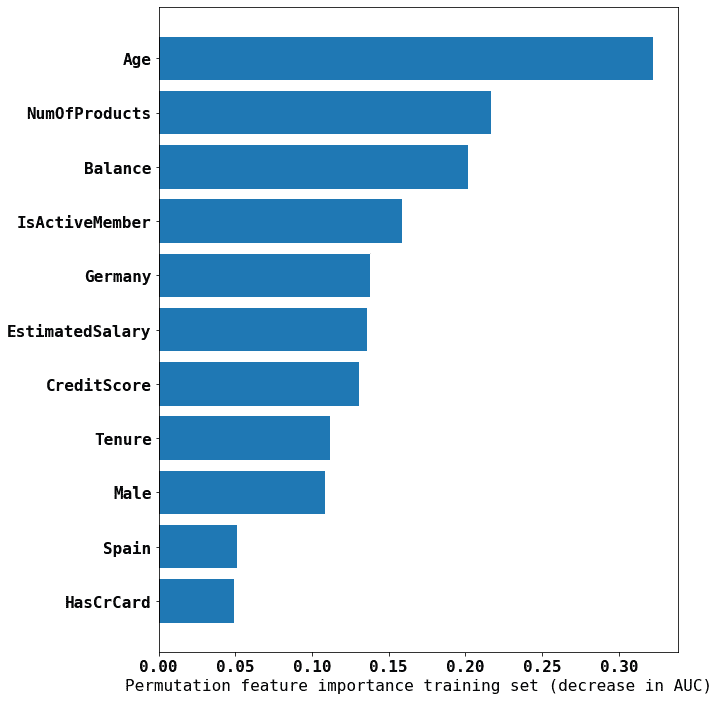 Age
NumOfProducts
Balance
IsActiveMember
Germany
EstimatedSalary
CreditScore
Tenure
Male
Spain
HasCrCard
0.00 0.05 0.10 0.15 0.20 0.25 0.30
Permutation feature importance training set (decrease in AUC)